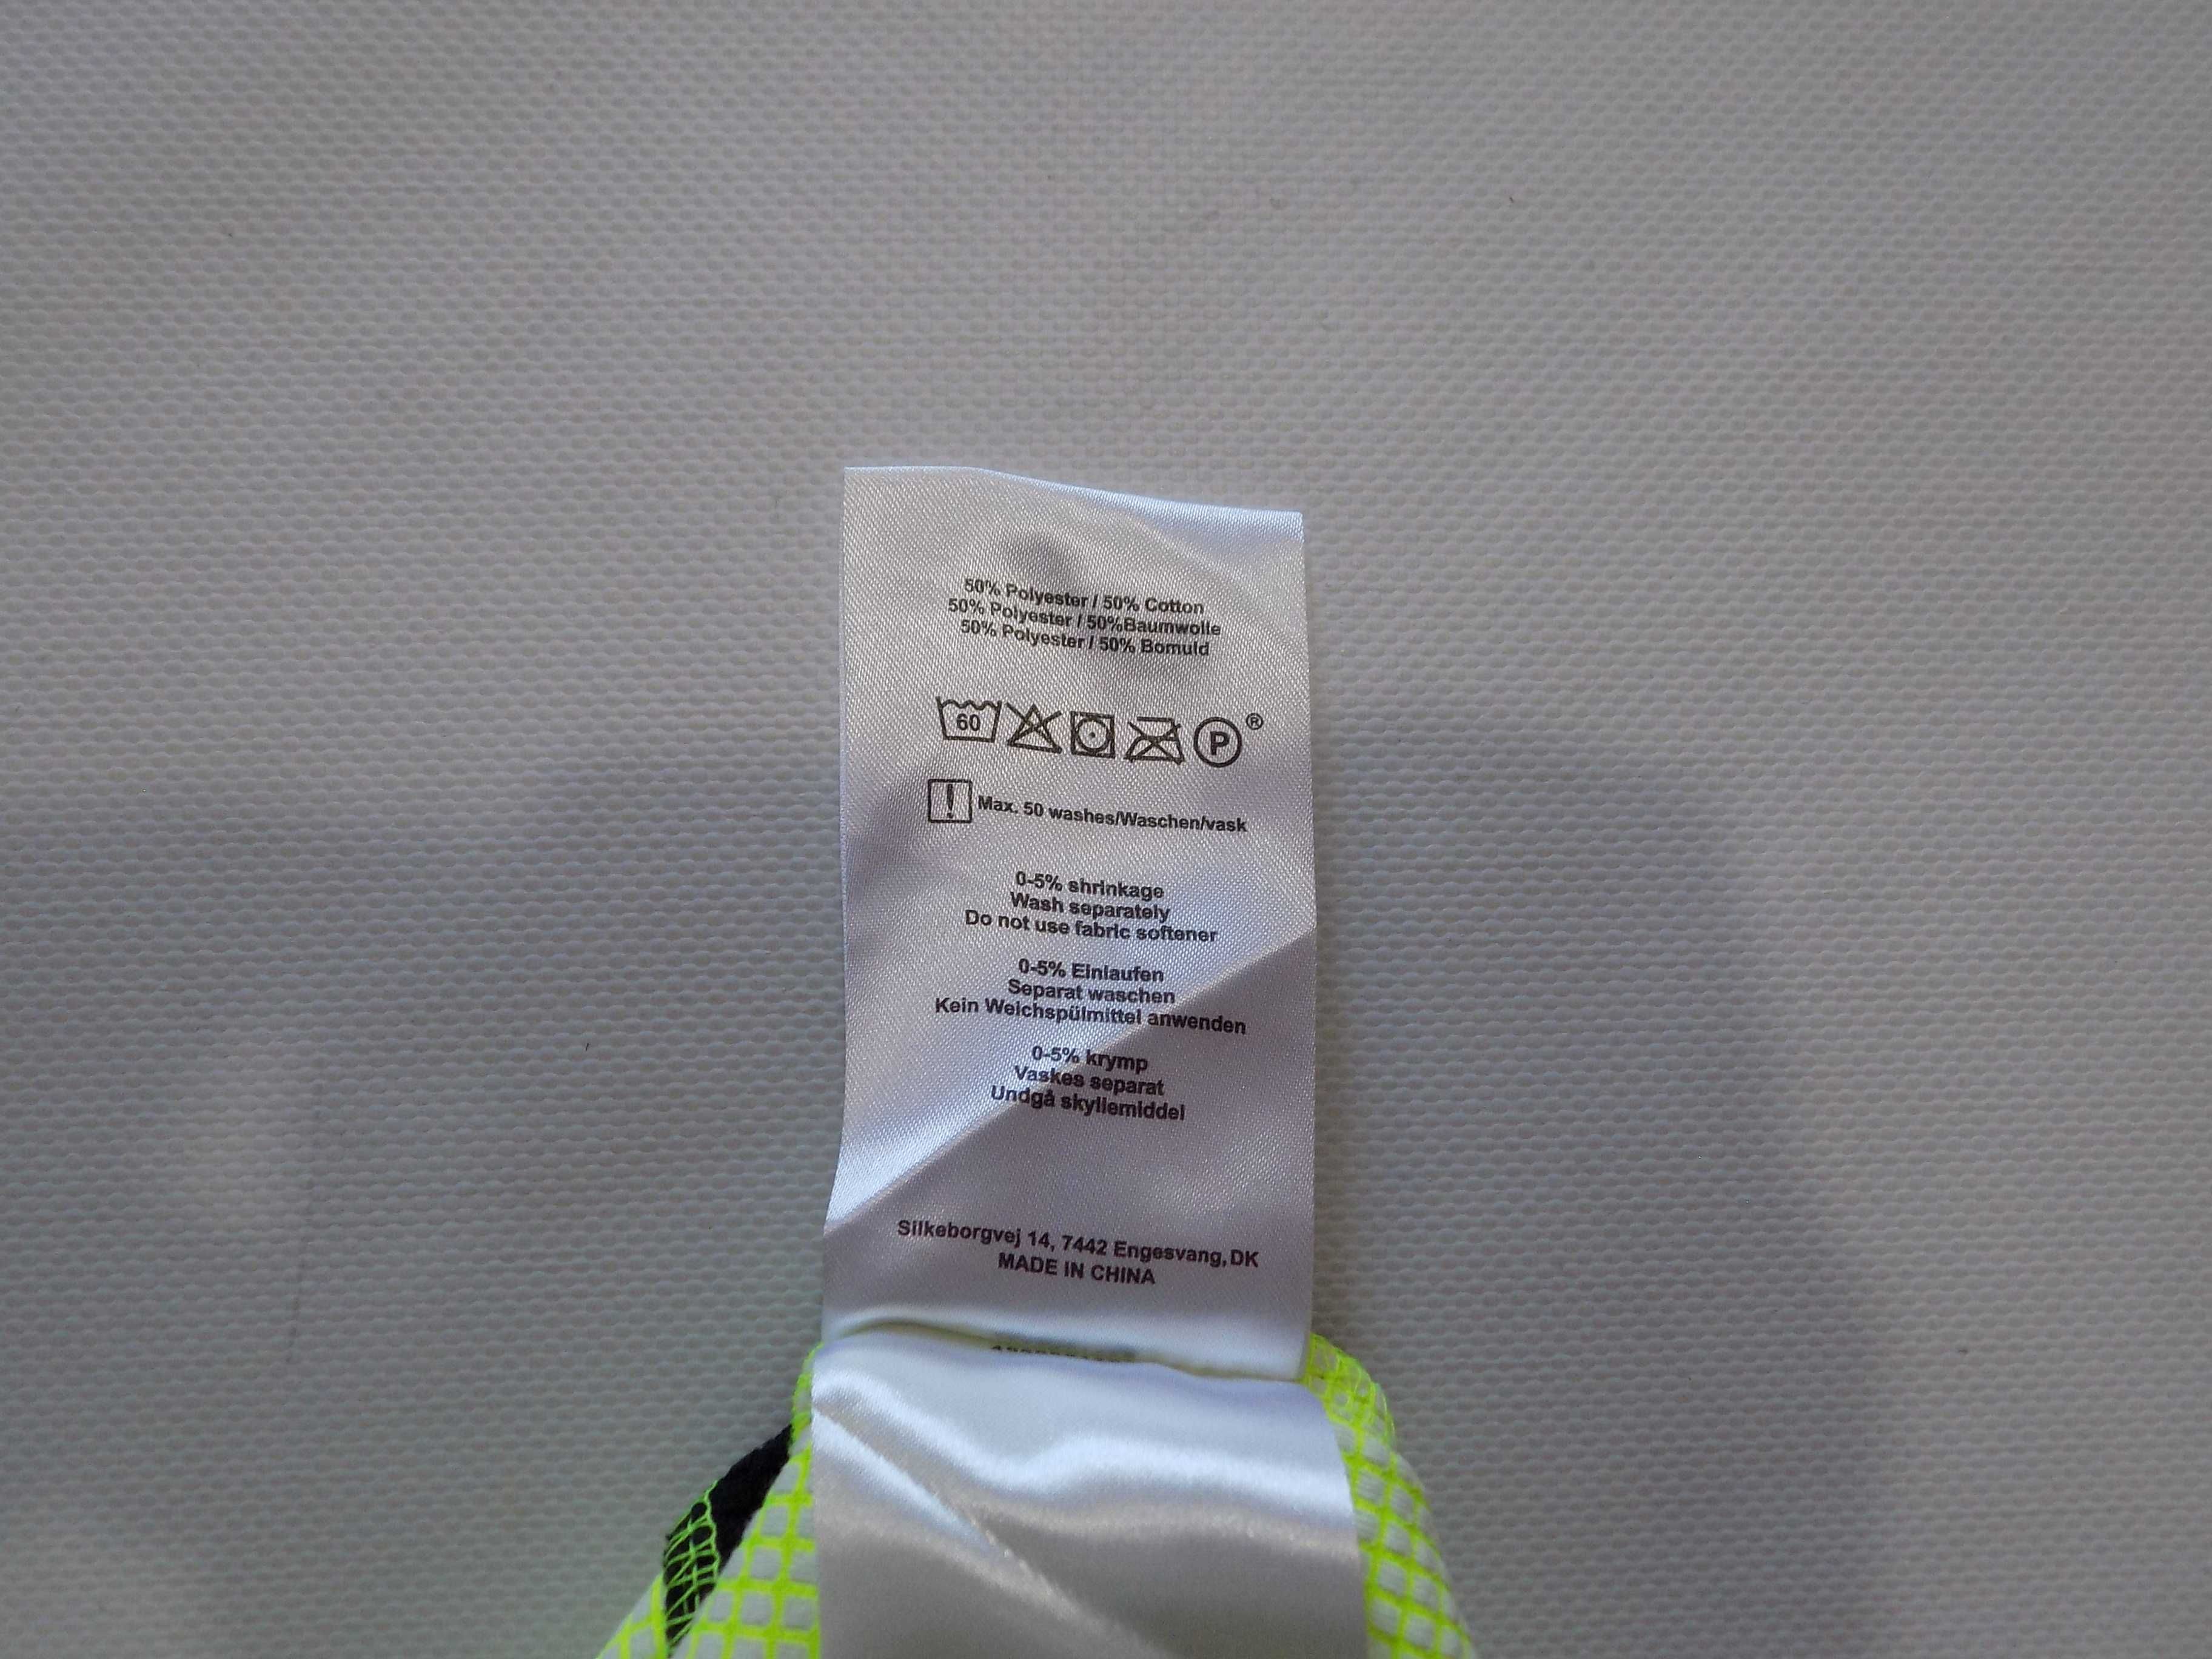 50% Polyester / 50% Cotton
50% Polyester / 50%Baumwolle
50% Polyester / 50% Bomuld
60 P ®
! Max. 50 washes/Waschen/vask
0-5% shrinkage
Wash separately
Do not use fabric softener
0-5% Einlaufen
Separat waschen
Kein Weichspülmittel anwenden
0-5% krymp
Vaskes separat
Undgå skyllemiddel
Silkeborgvej 14, 7442 Engesvang, DK
MADE IN CHINA